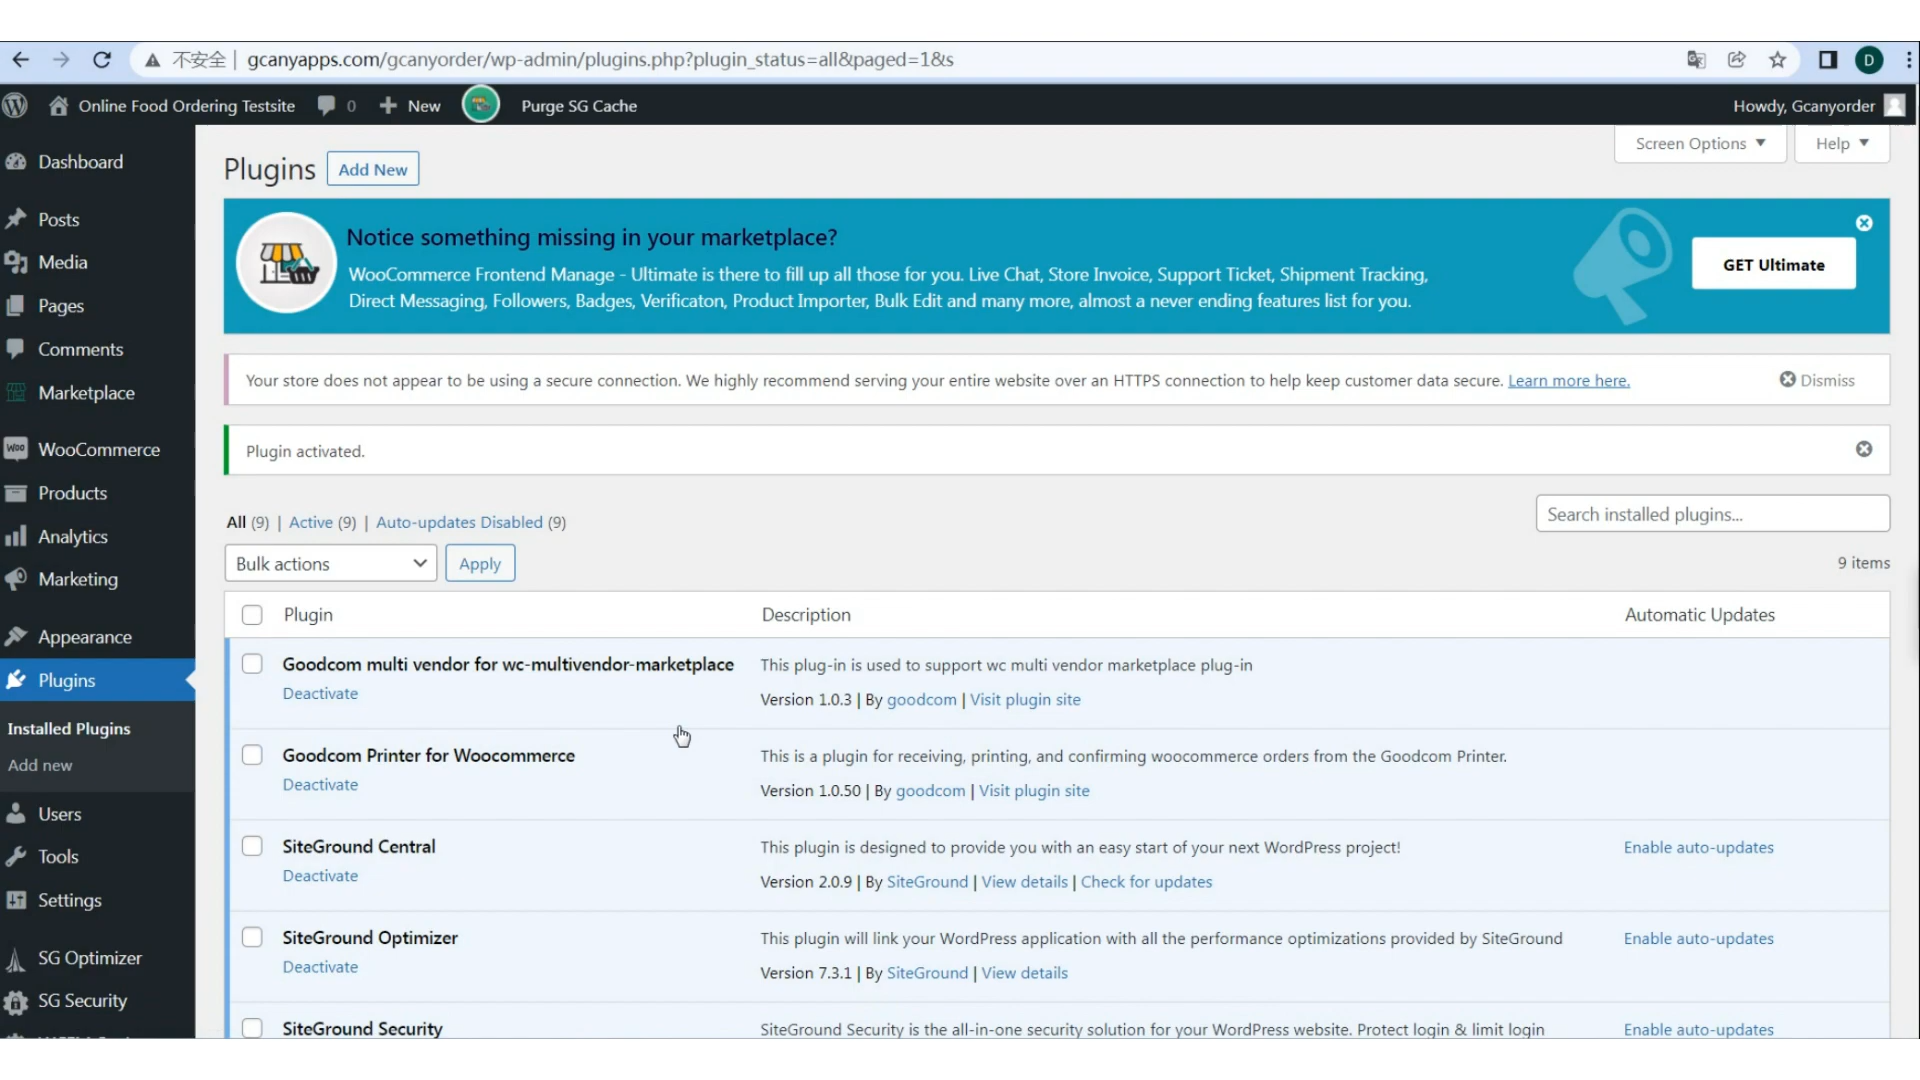 不安全 | gcanyapps.com/gcanyorder/wp-admin/plugins.php?plugin_status=all&paged=1&s
D
Online Food Ordering Testsite 0 + New Purge SG Cache Howdy, Gcanyorder
Screen Options Help
Dashboard
Posts
Media
Pages
Comments
Marketplace
Woo WooCommerce
Products
Analytics
Marketing
Appearance
Plugins
Installed Plugins
Add new
Users
Tools
Settings
SG Optimizer
SG Security
Plugins Add New
Notice something missing in your marketplace?
WooCommerce Frontend Manage - Ultimate is there to fill up all those for you. Live Chat, Store Invoice, Support Ticket, Shipment Tracking,
Direct Messaging, Followers, Badges, Verificaton, Product Importer, Bulk Edit and many more, almost a never ending features list for you.
GET Ultimate
Your store does not appear to be using a secure connection. We highly recommend serving your entire website over an HTTPS connection to help keep customer data secure. Learn more here. Dismiss
Plugin activated.
All (9) | Active (9) | Auto-updates Disabled (9)
Search installed plugins...
Bulk actions Apply
9 items
Plugin Description Automatic Updates
Goodcom multi vendor for wc-multivendor-marketplace This plug-in is used to support wc multi vendor marketplace plug-in
Deactivate Version 1.0.3 | By goodcom | Visit plugin site
Goodcom Printer for Woocommerce This is a plugin for receiving, printing, and confirming woocommerce orders from the Goodcom Printer.
Deactivate Version 1.0.50 | By goodcom | Visit plugin site
SiteGround Central This plugin is designed to provide you with an easy start of your next WordPress project! Enable auto-updates
Deactivate Version 2.0.9 | By SiteGround | View details | Check for updates
SiteGround Optimizer This plugin will link your WordPress application with all the performance optimizations provided by SiteGround Enable auto-updates
Deactivate Version 7.3.1 | By SiteGround | View details
SiteGround Security SiteGround Security is the all-in-one security solution for your WordPress website. Protect login & limit login Enable auto-updates